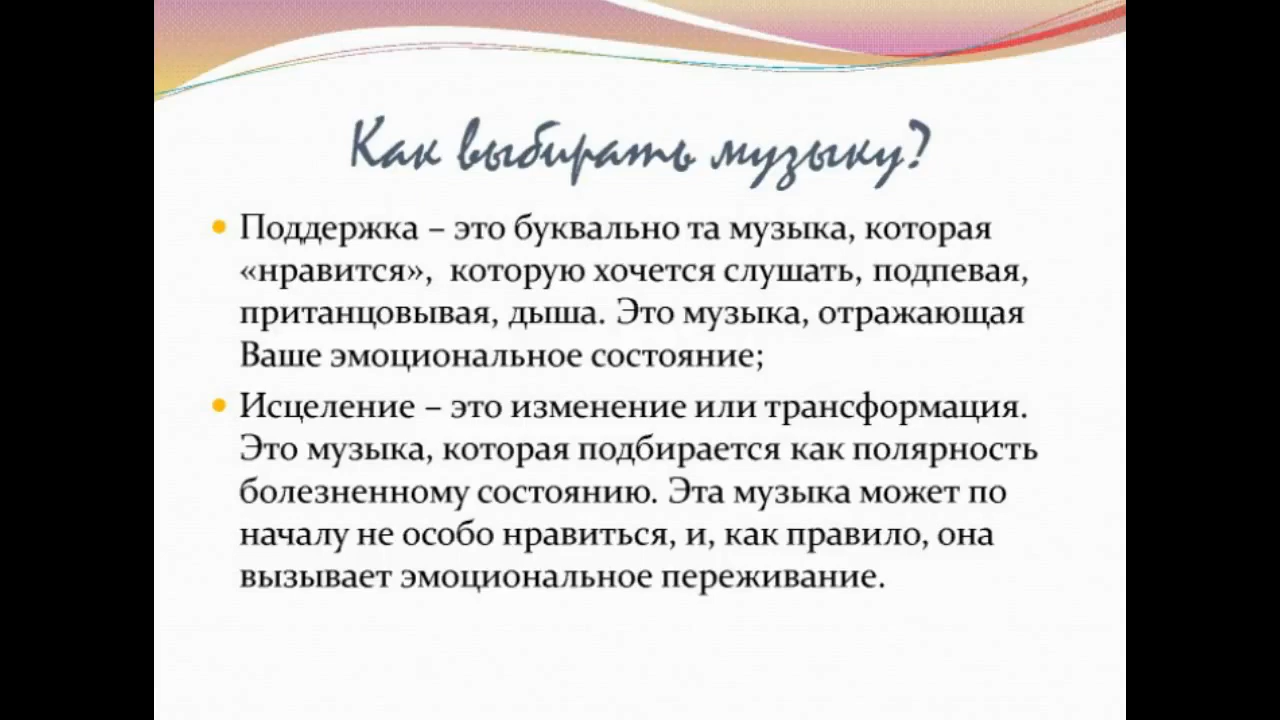 Как выбирать музыку?
Поддержка – это буквально та музыка, которая
«нравится», которую хочется слушать, подпевая,
пританцовывая, дыша. Это музыка, отражающая
Ваше эмоциональное состояние;
Исцеление – это изменение или трансформация.
Это музыка, которая подбирается как полярность
болезненному состоянию. Эта музыка может по
началу не особо нравиться, и, как правило, она
вызывает эмоциональное переживание.